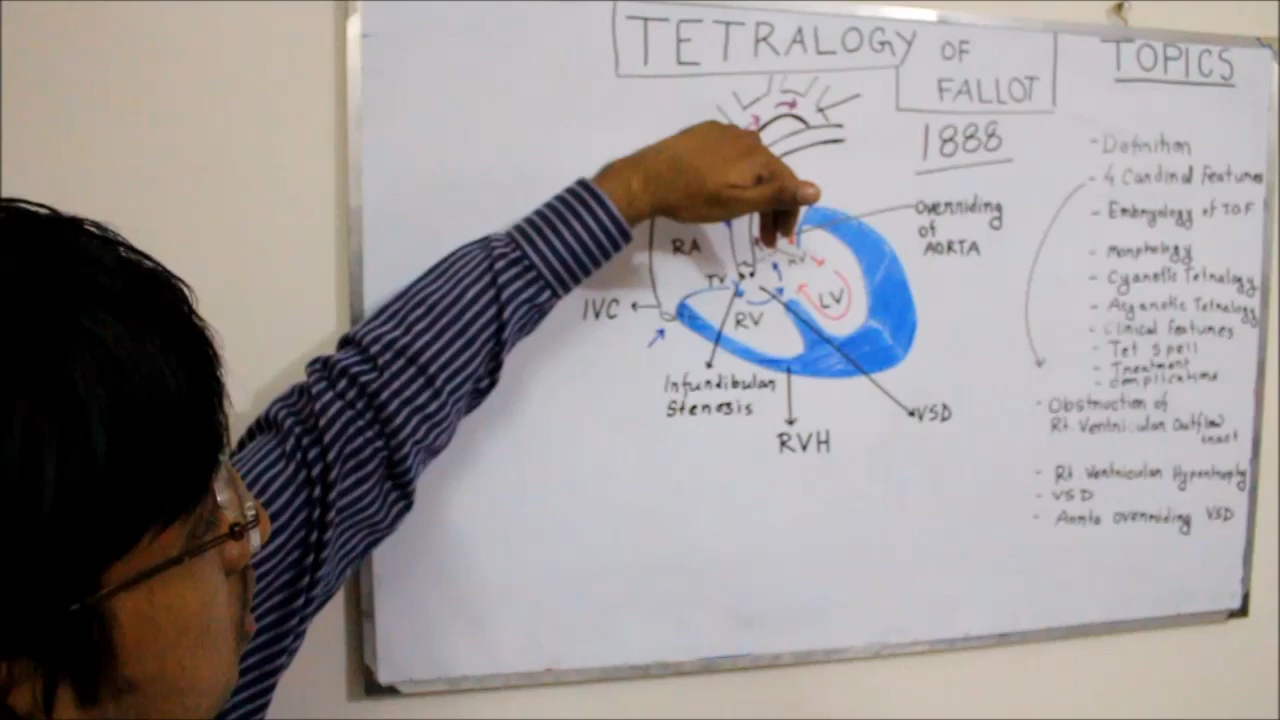 TETRALOGY OF
FALLOT
1888
RA
TV
RV
LV
IVC
Overriding
of
AORTA
Infundibular
Stenosis
RVH
VSD
TOPICS
- Definition
- 4 Cardinal Features
- Embryology of TOF
- Morphology
- Cyanotic Tetralogy
- Acyanotic Tetralogy
- Clinical features
- Tet spell
- Treatment
- Complications
- Obstruction of
Rt. Ventricular Outflow
tract
- Rt Ventricular Hypertrophy
- VSD
- Aorta overriding VSD